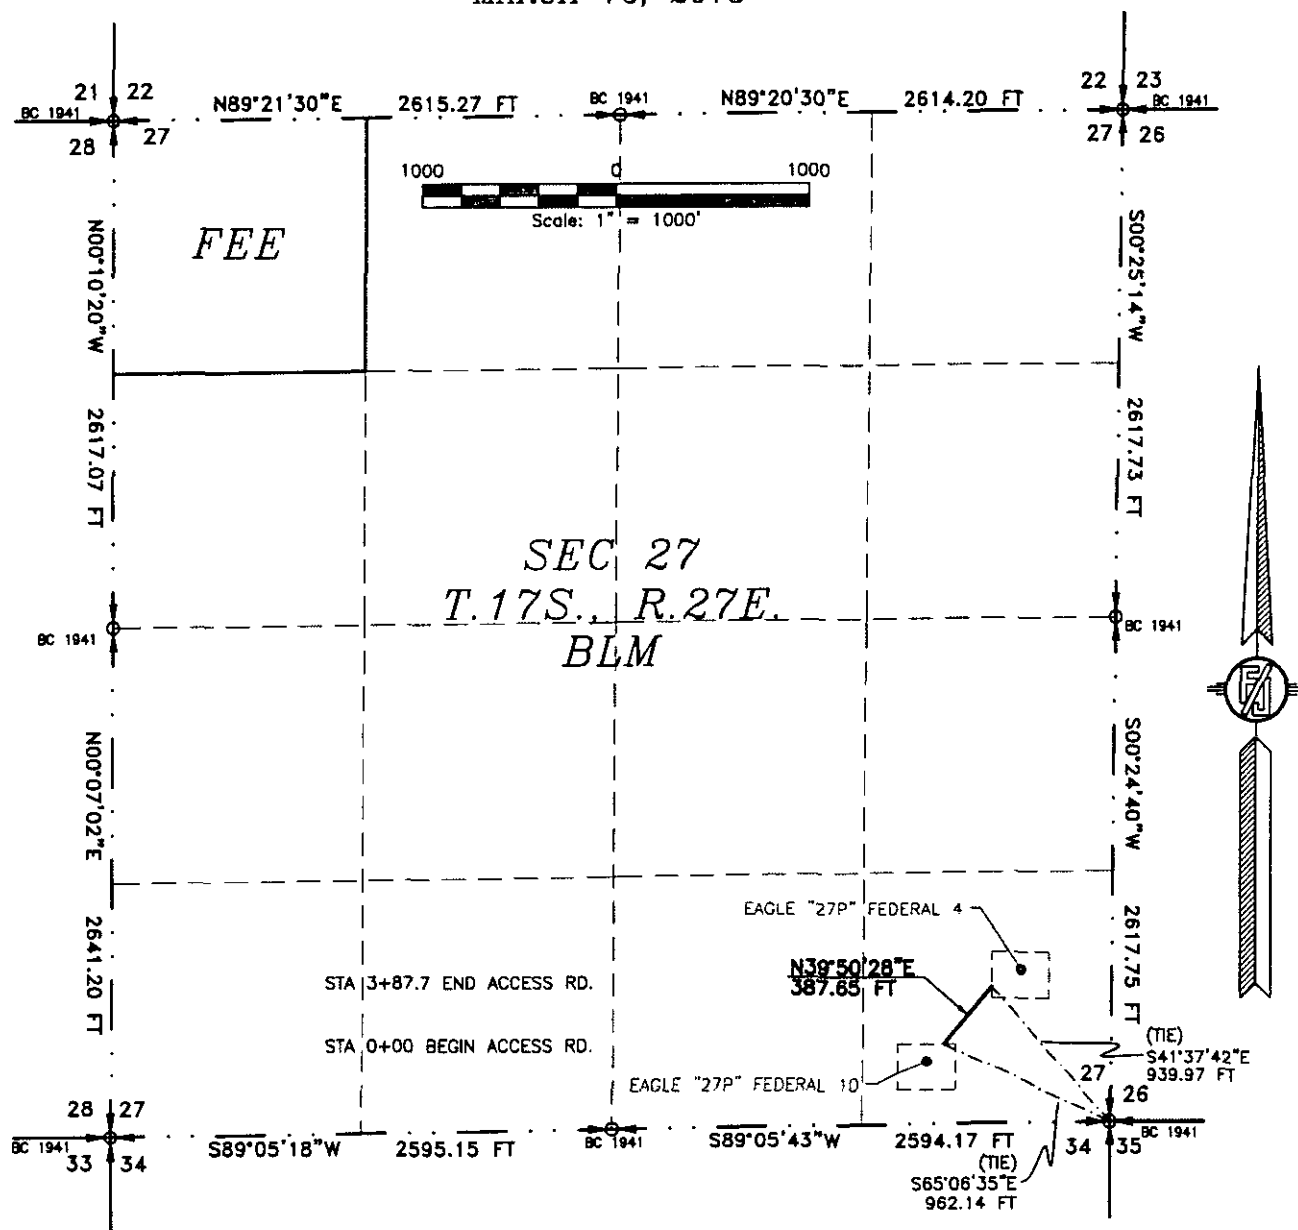 21 22
22 23
N89°21'30"E 2615.27 FT
BC 1941
N89°20'30"E 2614.20 FT
BC 1941
BC 1941
28 27
27 26
1000 0 1000
Scale: 1" = 1000'
FEE
N00°10'20"W
2617.07 FT
S00°25'14"W
2617.73 FT
SEC 27
T.17S., R.27E.
BLM
BC 1941
BC 1941
N00°07'02"E
2641.20 FT
S00°24'40"W
2617.75 FT
EAGLE "27P" FEDERAL 4
N39°50'28"E
387.65 FT
STA 3+87.7 END ACCESS RD.
STA 0+00 BEGIN ACCESS RD.
EAGLE "27P" FEDERAL 10
(TIE)
S41°37'42"E
939.97 FT
28 27
27 26
BC 1941
S89°05'18"W 2595.15 FT
BC 1941
S89°05'43"W 2594.17 FT
BC 1941
33 34
34 35
(TIE)
S65°06'35"E
962.14 FT